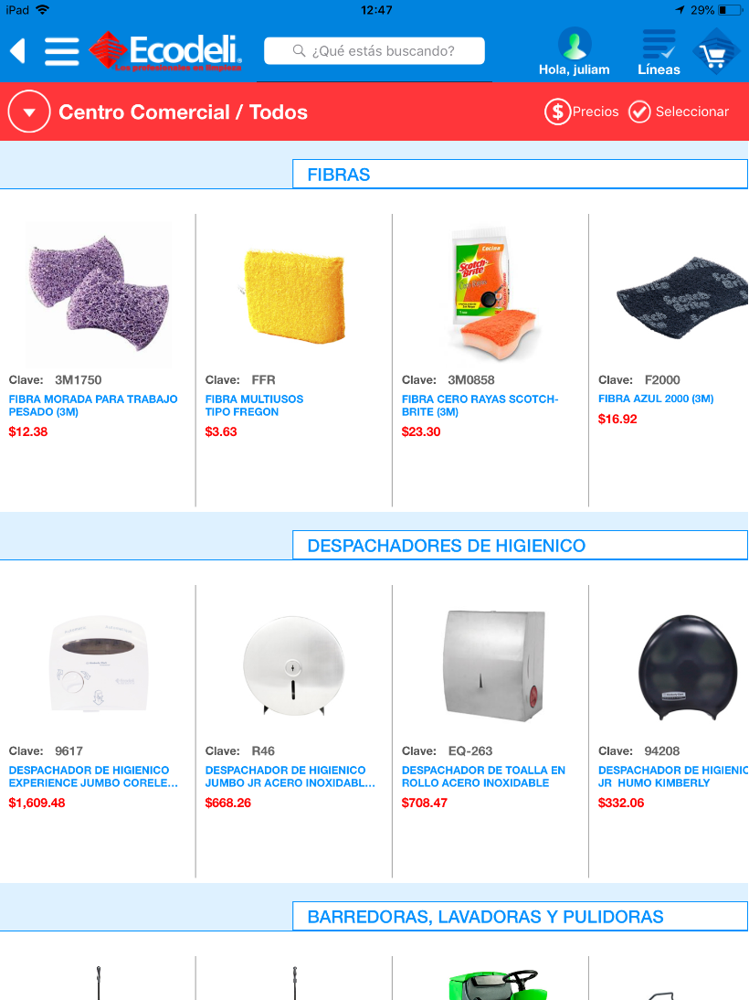 iPad
12:47
29%
Ecodeli
Los profesionales en limpieza
¿Qué estás buscando?
Hola, juliam
Líneas
Centro Comercial / Todos
$
Precios
Seleccionar
FIBRAS
Cocina
Scotch-
Brite
Scotch-
Brite
Clave: 3M1750
FIBRA MORADA PARA TRABAJO
PESADO (3M)
$12.38
Clave: FFR
FIBRA MULTIUSOS
TIPO FREGON
$3.63
Clave: 3M0858
FIBRA CERO RAYAS SCOTCH-
BRITE (3M)
$23.30
Clave: F2000
FIBRA AZUL 2000 (3M)
$16.92
DESPACHADORES DE HIGIENICO
Clave: 9617
DESPACHADOR DE HIGIENICO
EXPERIENCE JUMBO CORELE...
$1,609.48
Clave: R46
DESPACHADOR DE HIGIENICO
JUMBO JR ACERO INOXIDABL...
$668.26
Clave: EQ-263
DESPACHADOR DE TOALLA EN
ROLLO ACERO INOXIDABLE
$708.47
Clave: 94208
DESPACHADOR DE HIGIENIC
JR HUMO KIMBERLY
$332.06
BARREDORAS, LAVADORAS Y PULIDORAS